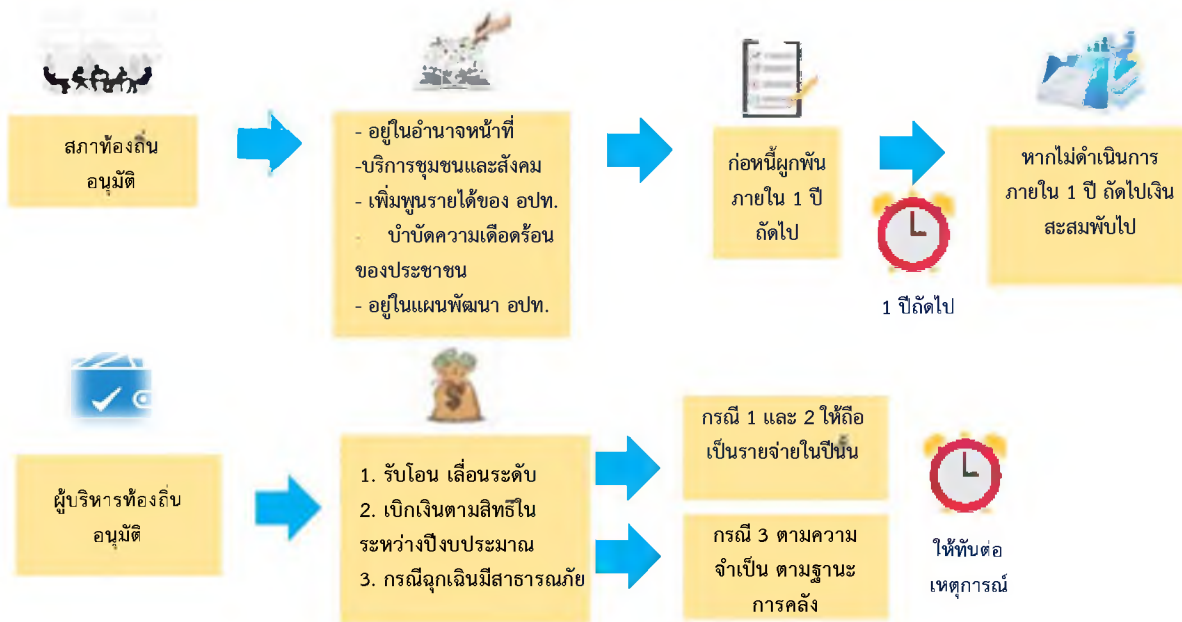 สภาท้องถิ่น
อนุมัติ
- อยู่ในอำนาจหน้าที่
-บริการชุมชนและสังคม
- เพิ่มพูนรายได้ของ อปท.
- บำบัดความเดือดร้อน
ของประชาชน
- อยู่ในแผนพัฒนา อปท.
ก่อหนี้ผูกพัน
ภายใน 1 ปี
ถัดไป
1 ปีถัดไป
หากไม่ดำเนินการ
ภายใน 1 ปี ถัดไปเงิน
สะสมพับไป
ผู้บริหารท้องถิ่น
อนุมัติ
1. รับโอน เลื่อนระดับ
2. เบิกเงินตามสิทธิใน
ระหว่างปีงบประมาณ
3. กรณีฉุกเฉินมีสาธารณภัย
กรณี 1 และ 2 ให้ถือ
เป็นรายจ่ายในปีนั้น
กรณี 3 ตามความ
จำเป็น ตามฐานะ
การคลัง
ให้ทันต่อ
เหตุการณ์